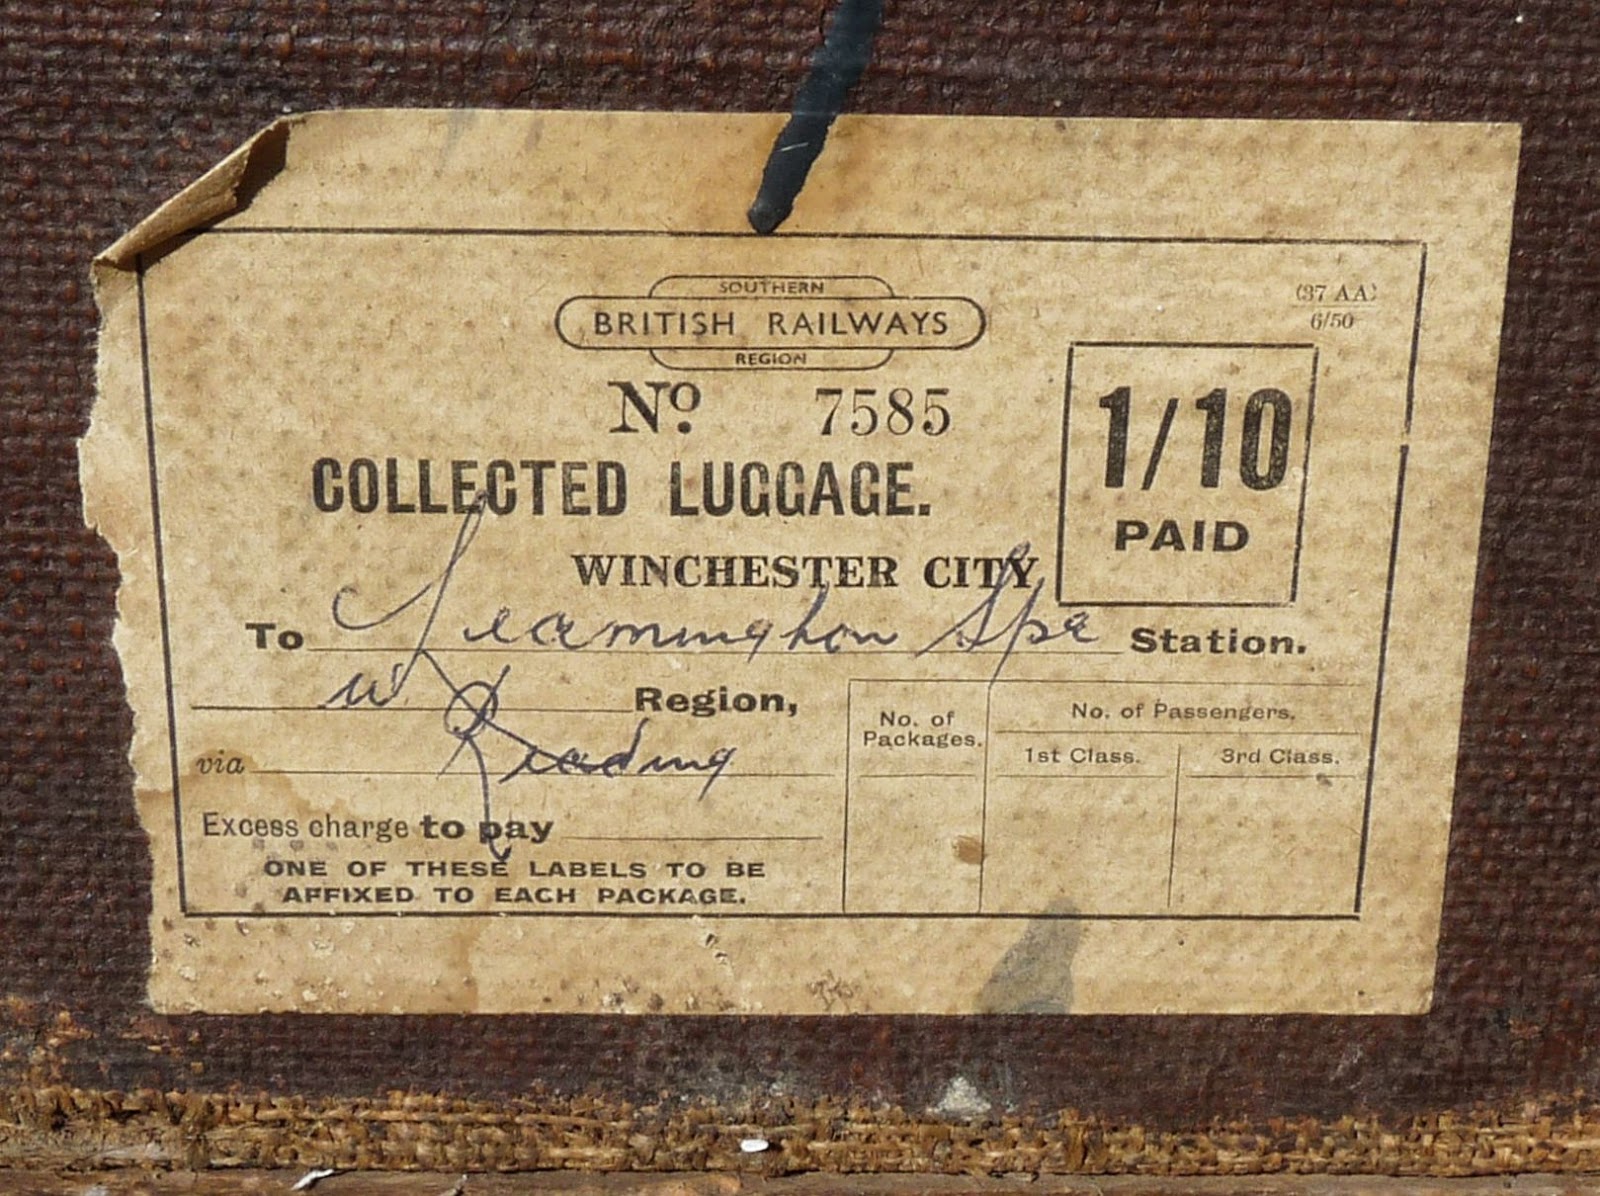 SOUTHERN
BRITISH RAILWAYS
REGION
(37 AA)
6/50
No. 7585
1/10
PAID
COLLECTED LUGGAGE.
WINCHESTER CITY
To Leamington Spa Station.
W. Region,
via Reading
Excess charge to pay
ONE OF THESE LABELS TO BE
AFFIXED TO EACH PACKAGE.
No. of
Packages.
No. of Passengers.
1st Class. 3rd Class.